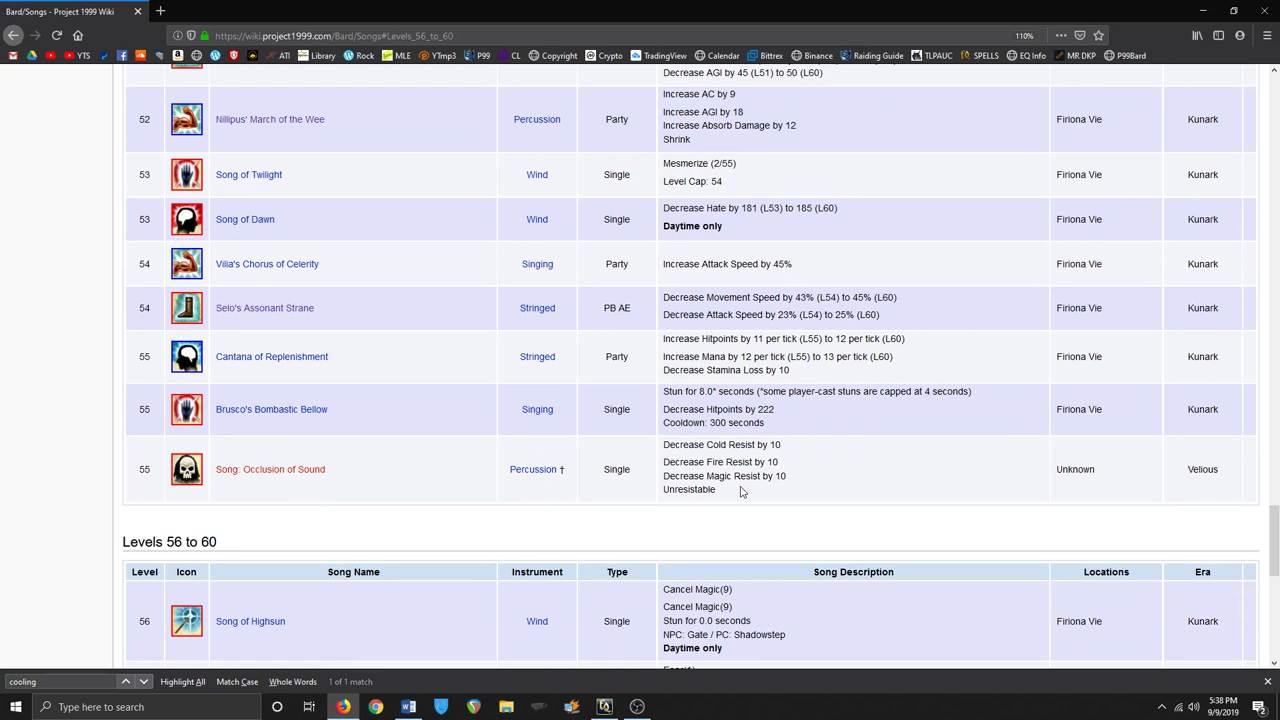 Bard/Songs - Project 1999 Wiki
https://wiki.project1999.com/Bard/Songs#Levels_56_to_60
110%
YTS YouTube ATI Library Rock MLE YTmp3 P99 CL Copyright Crypto TradingView Calendar Bittrex Binance Raiding Guide TLPAUC SPELLS EQ Info MR DKP P99Bard
Decrease AGI by 45 (L51) to 50 (L60)
52 Nillipus' March of the Wee Percussion Party Increase AC by 9 Firiona Vie Kunark
Increase AGI by 18
Increase Absorb Damage by 12
Shrink
53 Song of Twilight Wind Single Mesmerize (2/55) Firiona Vie Kunark
Level Cap: 54
53 Song of Dawn Wind Single Decrease Hate by 181 (L53) to 185 (L60) Firiona Vie Kunark
Daytime only
54 Vilia's Chorus of Celerity Singing Party Increase Attack Speed by 45% Firiona Vie Kunark
54 Selo's Assonant Strane Stringed PB AE Decrease Movement Speed by 43% (L54) to 45% (L60) Firiona Vie Kunark
Decrease Attack Speed by 23% (L54) to 25% (L60)
55 Cantana of Replenishment Stringed Party Increase Hitpoints by 11 per tick (L55) to 12 per tick (L60) Firiona Vie Kunark
Increase Mana by 12 per tick (L55) to 13 per tick (L60)
Decrease Stamina Loss by 10
55 Brusco's Bombastic Bellow Singing Single Stun for 8.0* seconds (*some player-cast stuns are capped at 4 seconds) Firiona Vie Kunark
Decrease Hitpoints by 222
Cooldown: 300 seconds
55 Song: Occlusion of Sound Percussion † Single Decrease Cold Resist by 10 Unknown Velious
Decrease Fire Resist by 10
Decrease Magic Resist by 10
Unresistable
Levels 56 to 60
Level Icon Song Name Instrument Type Song Description Locations Era
56 Song of Highsun Wind Single Cancel Magic(9) Firiona Vie Kunark
Cancel Magic(9)
Stun for 0.0 seconds
NPC: Gate / PC: Shadowstep
Daytime only
cooling Highlight All Match Case Whole Words 1 of 1 match
Type here to search
5:38 PM
9/9/2019